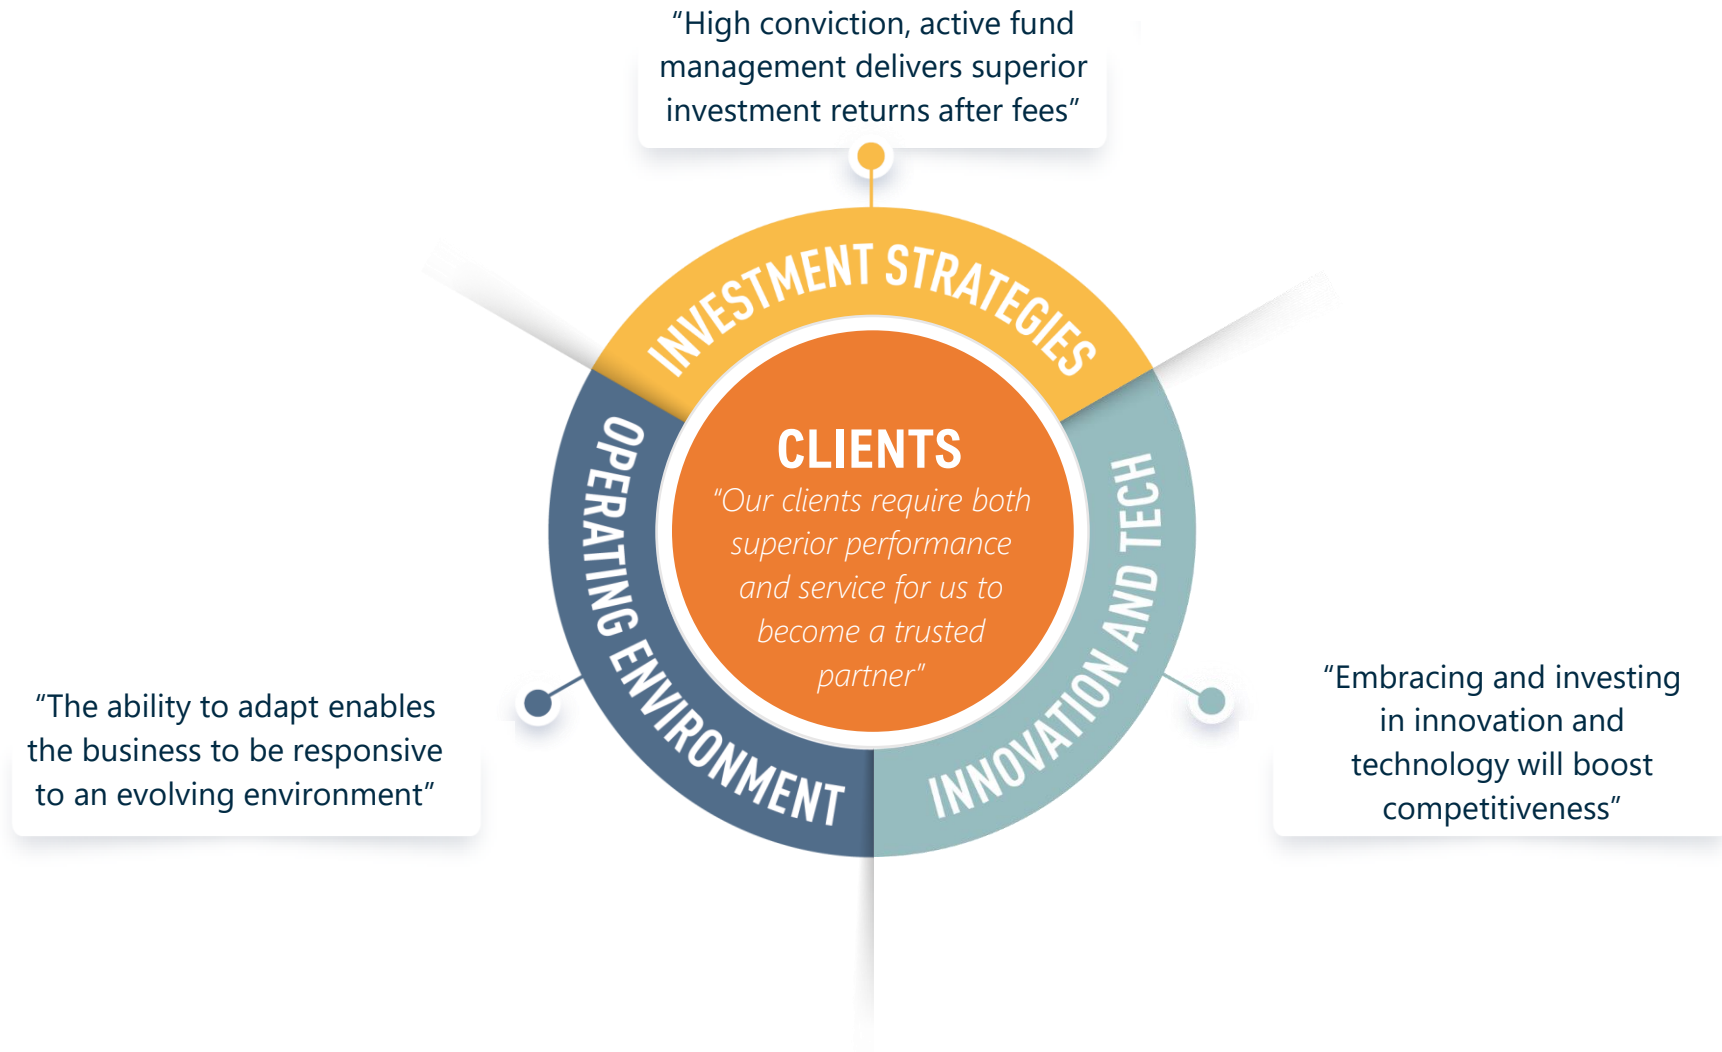 “High conviction, active fund
management delivers superior
investment returns after fees”
INVESTMENT STRATEGIES
CLIENTS
“Our clients require both
superior performance
and service for us to
become a trusted
partner”
OPERATING ENVIRONMENT
INNOVATION AND TECH
“The ability to adapt enables
the business to be responsive
to an evolving environment”
“Embracing and investing
in innovation and
technology will boost
competitiveness”